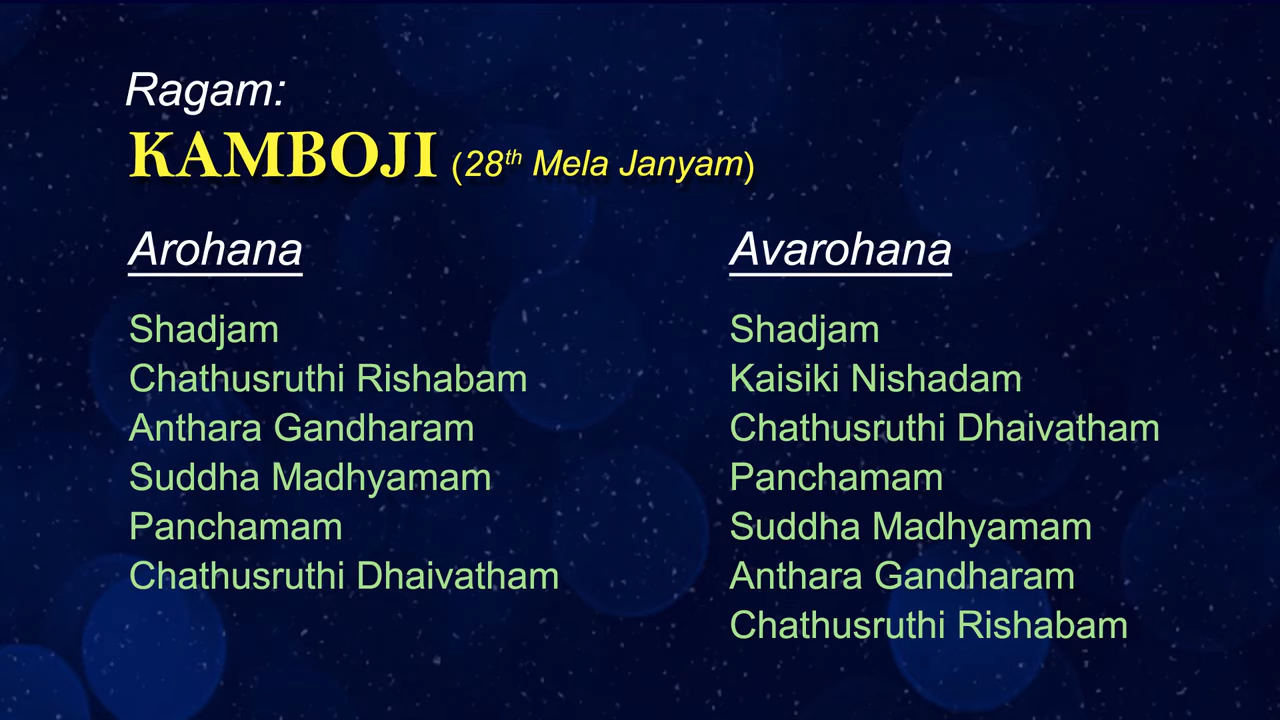 Ragam:
KAMBOJI (28th Mela Janyam)
Arohana
Shadjam
Chathusruthi Rishabam
Anthara Gandharam
Suddha Madhyamam
Panchamam
Chathusruthi Dhaivatham
Avarohana
Shadjam
Kaisiki Nishadam
Chathusruthi Dhaivatham
Panchamam
Suddha Madhyamam
Anthara Gandharam
Chathusruthi Rishabam